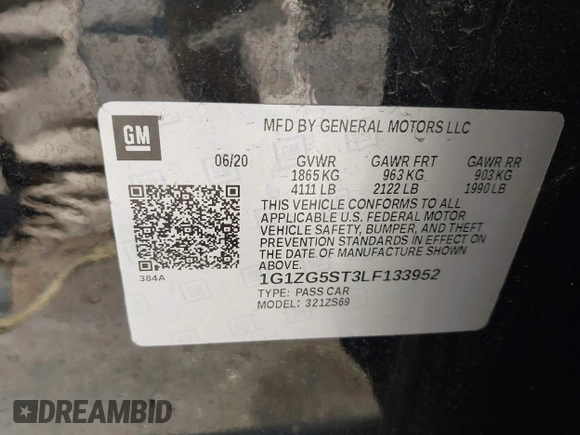 GM
MFD BY GENERAL MOTORS LLC
06/20 GVWR GAWR FRT GAWR RR
1865 KG 963 KG 903 KG
4111 LB 2122 LB 1990 LB
THIS VEHICLE CONFORMS TO ALL
APPLICABLE U.S. FEDERAL MOTOR
VEHICLE SAFETY, BUMPER, AND THEFT
PREVENTION STANDARDS IN EFFECT ON
THE DATE OF MANUFACTURE SHOWN
ABOVE.
384A
1G1ZG5ST3LF133952
TYPE: PASS CAR
MODEL: 321ZS69
DREAMBID